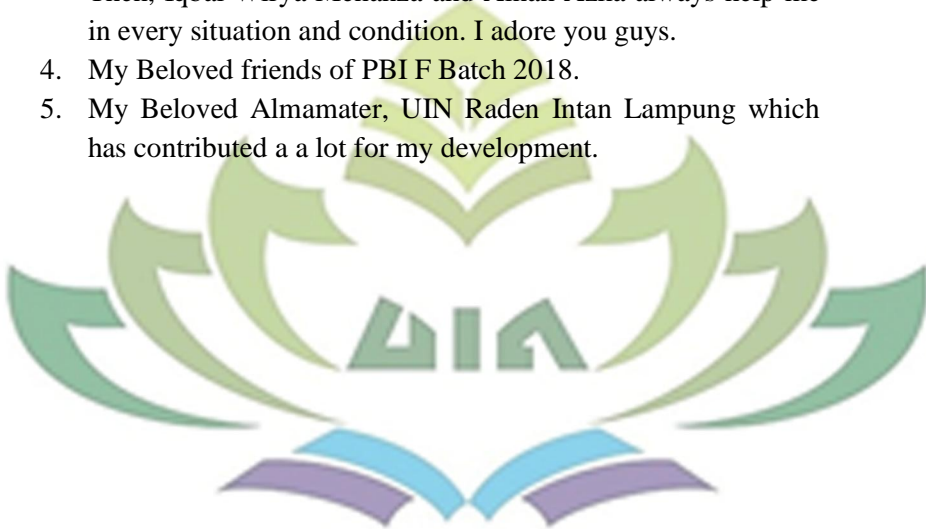 in every situation and condition. I adore you guys.
4. My Beloved friends of PBI F Batch 2018.
5. My Beloved Almamater, UIN Raden Intan Lampung which
has contributed a a lot for my development.
UIN